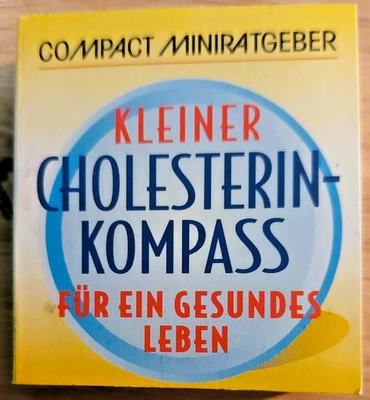 COMPACT MINIRATGEBER
KLEINER
CHOLESTERIN-
KOMPASS
FÜR EIN GESUNDES
LEBEN